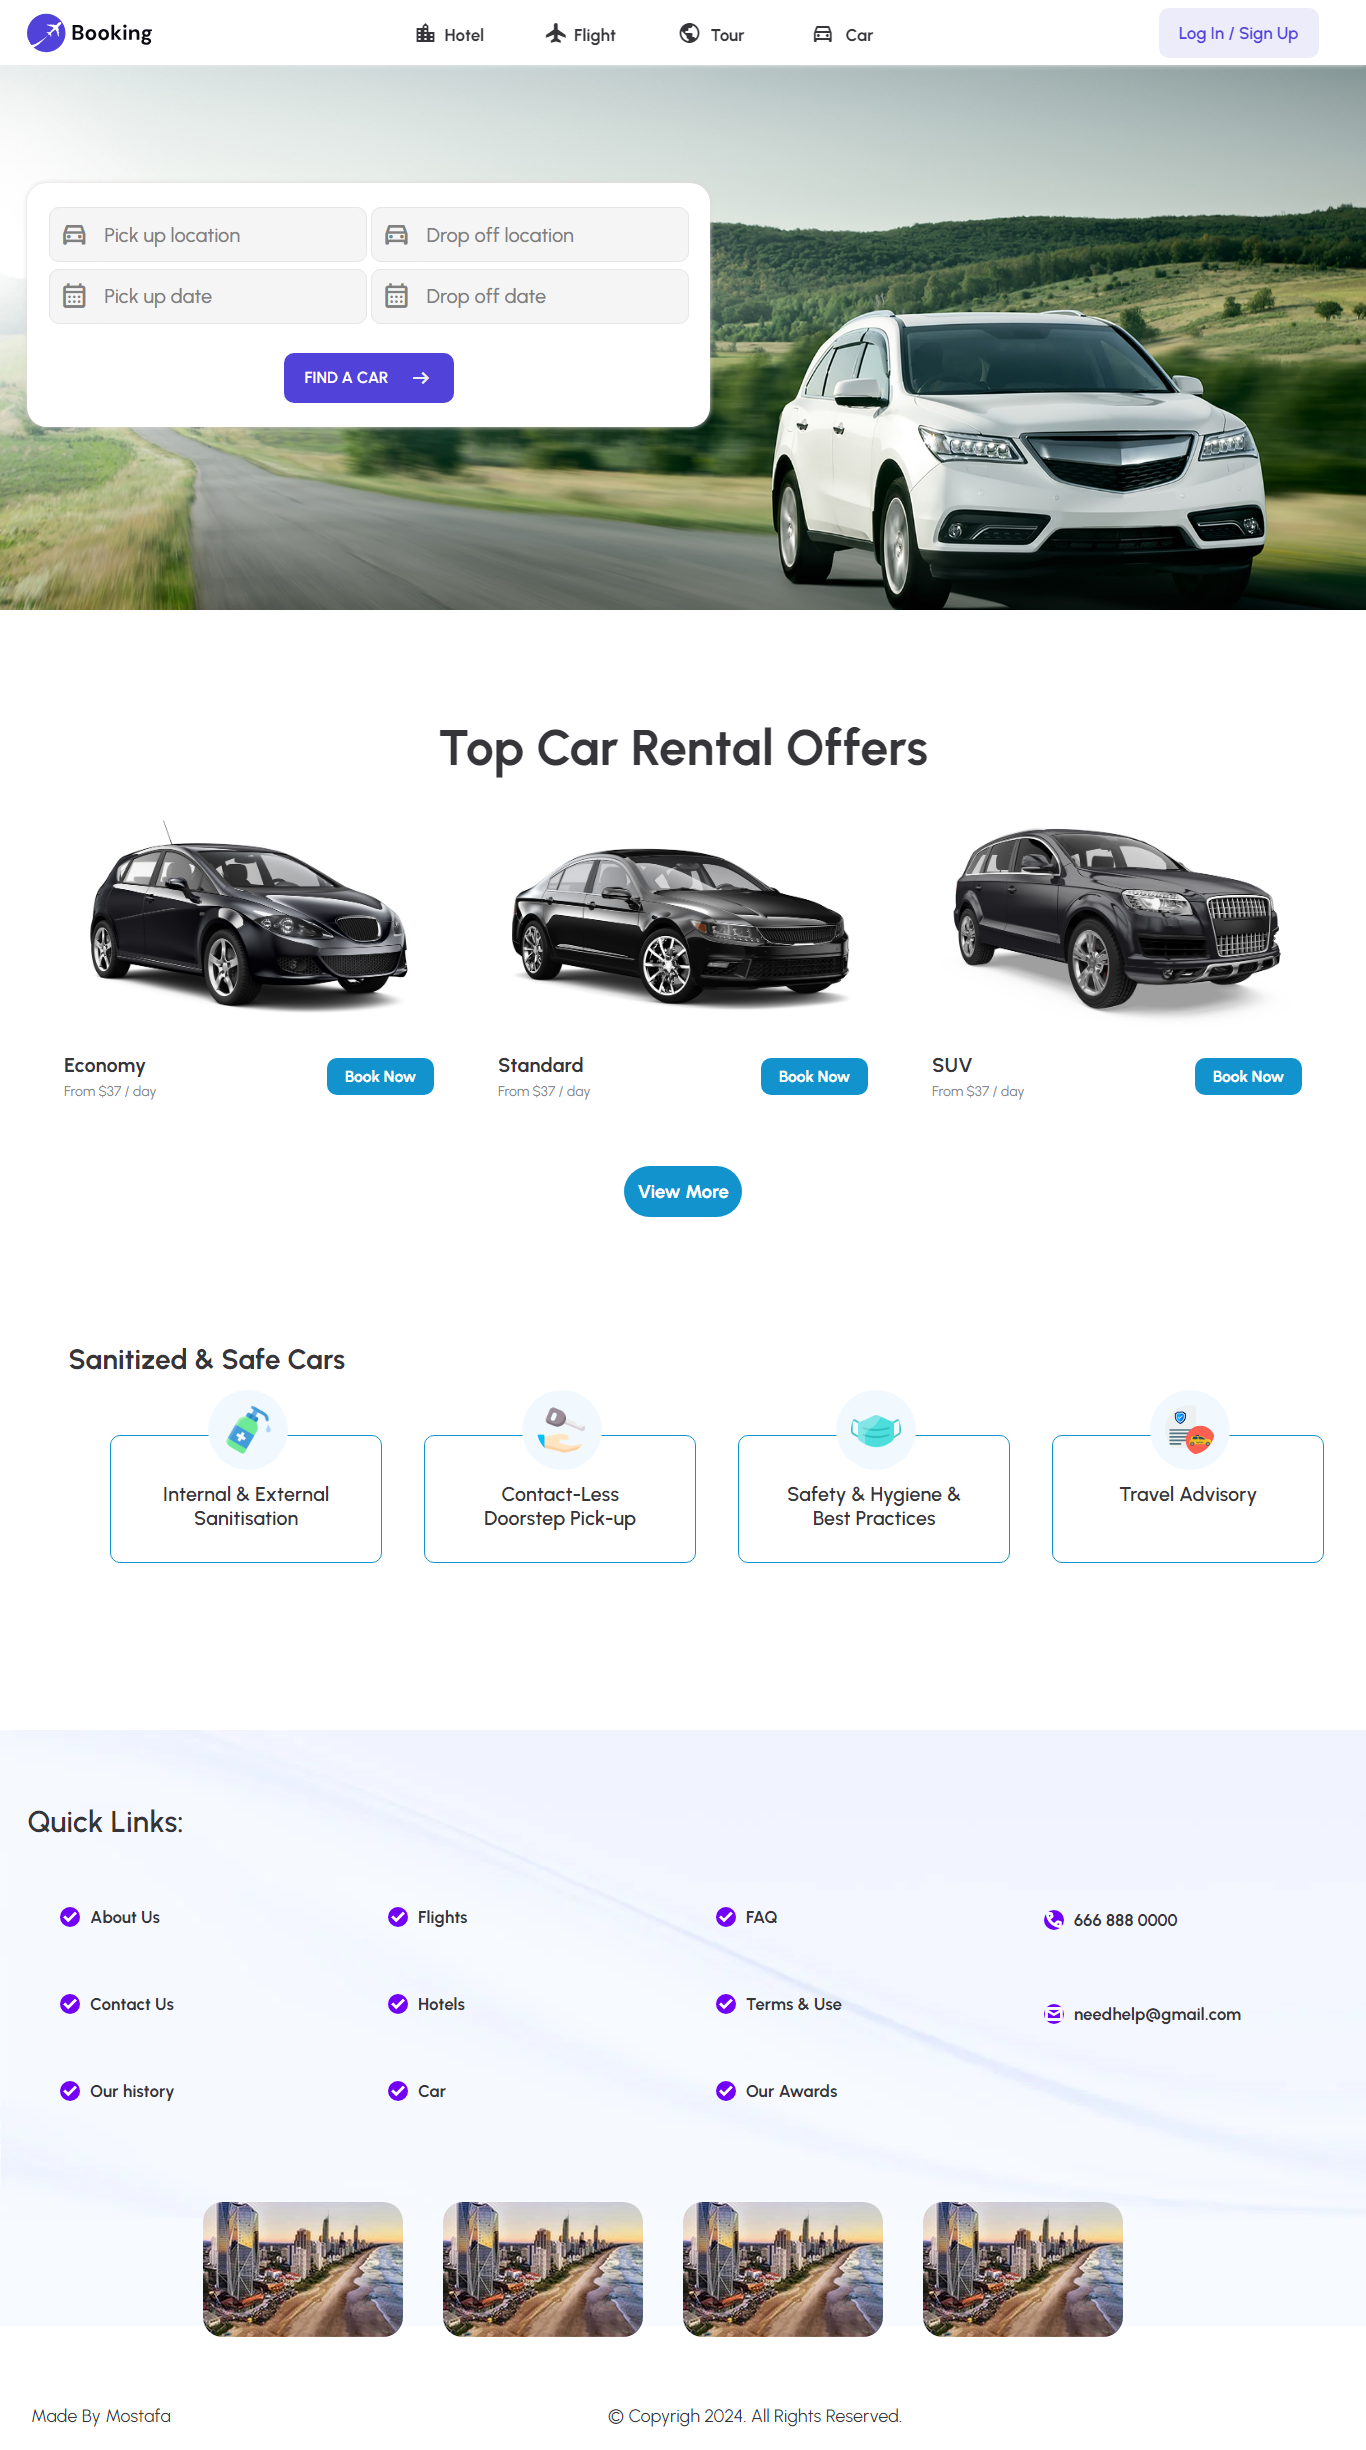 Booking
Hotel
Flight
Tour
Car
Log In / Sign Up
Pick up location
Drop off location
Pick up date
Drop off date
FIND A CAR
Top Car Rental Offers
Economy
From $37 / day
Book Now
Standard
From $37 / day
Book Now
SUV
From $37 / day
Book Now
View More
Sanitized & Safe Cars
Internal & External
Sanitisation
Contact-Less
Doorstep Pick-up
Safety & Hygiene &
Best Practices
Travel Advisory
Quick Links:
About Us
Flights
FAQ
666 888 0000
Contact Us
Hotels
Terms & Use
needhelp@gmail.com
Our history
Car
Our Awards
Made By Mostafa
© Copyrigh 2024. All Rights Reserved.